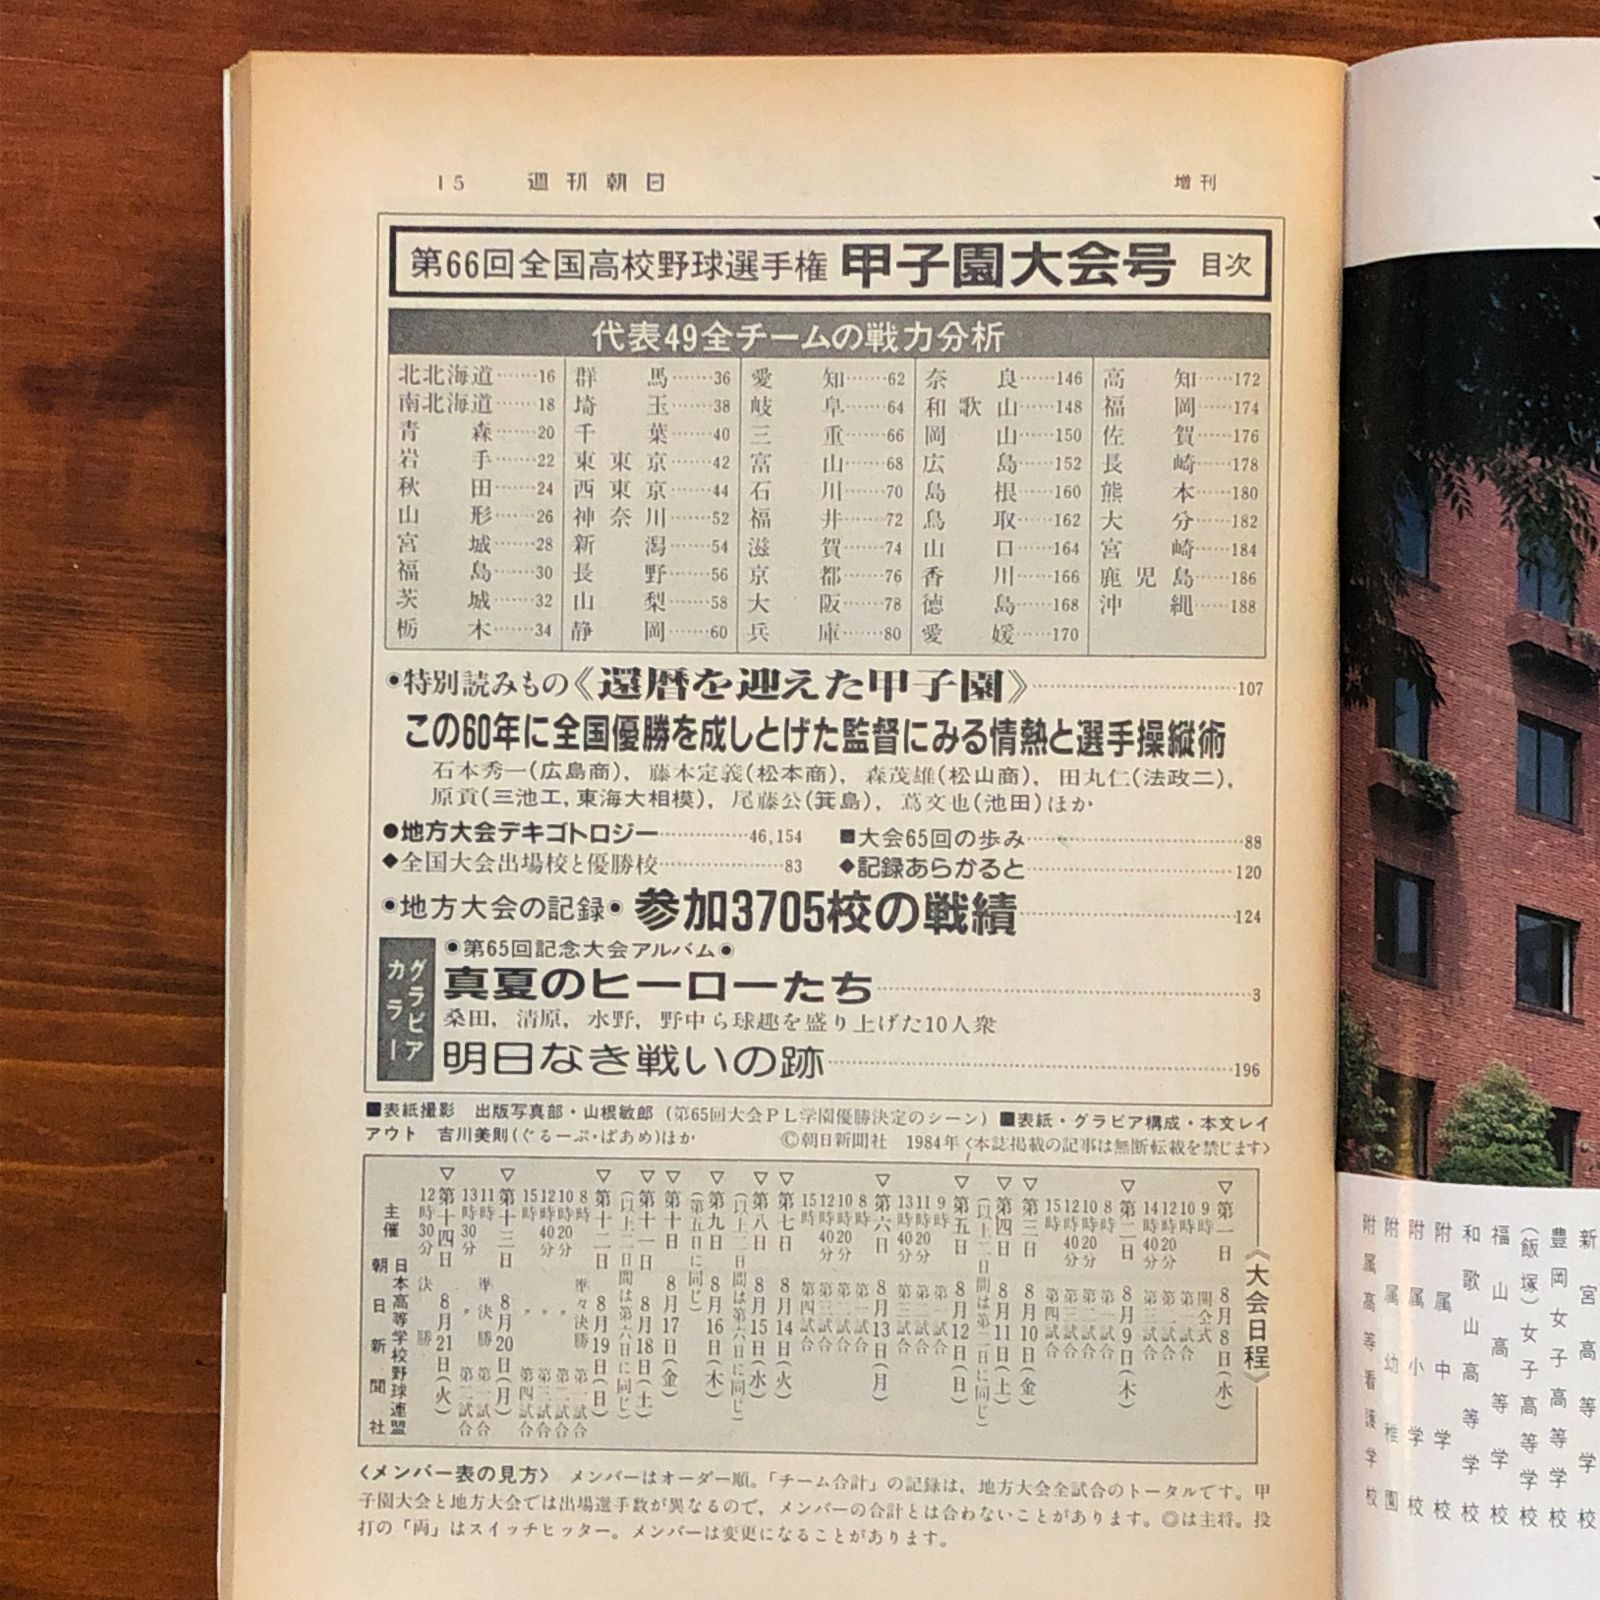 15 週刊朝日 増刊
第66回全国高校野球選手権 甲子園大会号 目次
代表49全チームの戦力分析
北北海道……16
南北海道……18
青森……20
岩手……22
秋田……24
山形……26
宮城……28
福島……30
茨城……32
栃木……34
群馬……36
埼玉……38
千葉……40
東東京……42
西東京……44
神奈川……52
新潟……54
長野……56
山梨……58
静岡……60
愛知……62
岐阜……64
三重……66
富山……68
石川……70
福井……72
滋賀……74
京都……76
大阪……78
兵庫……80
奈良……146
和歌山……148
岡山……150
広島……152
島根……160
鳥取……162
山口……164
香川……166
徳島……168
愛媛……170
高知……172
福岡……174
佐賀……176
長崎……178
熊本……180
大分……182
宮崎……184
鹿児島……186
沖縄……188
●特別読みもの《還暦を迎えた甲子園》……107
この60年に全国優勝を成しとげた監督にみる情熱と選手操縦術
石本秀一(広島商)，藤本定義(松本商)，森茂雄(松山商)，田丸仁(法政二)，
原貢(三池工，東海大相模)，尾藤公(箕島)，蔦文也(池田)ほか
●地方大会デキゴトロジー……46,154
■大会65回の歩み……88
◆全国大会出場校と優勝校……83
◆記録あらかると……120
●地方大会の記録● 参加3705校の戦績……124
カラーグラビア
◉第65回記念大会アルバム◉
真夏のヒーローたち……3
桑田，清原，水野，野中ら球趣を盛り上げた10人衆
明日なき戦いの跡……196
■表紙撮影 出版写真部・山根敏郎（第65回大会ＰＬ学園優勝決定のシーン）■表紙・グラビア構成・本文レイ
アウト 吉川美則(ぐるーぷ・ぱあめ)ほか ©朝日新聞社 1984年〈本誌掲載の記事は無断転載を禁じます〉
《大会日程》
▽第一日 8月8日(水)
9時 開会式
10時 第一試合
12時20分 第二試合
14時40分 第三試合
▽第二日 8月9日(木)
8時 第一試合
10時20分 第二試合
12時40分 第三試合
15時 第四試合
▽第三日 8月10日(金)
▽第四日 8月11日(土)
(以上二日間は第二日に同じ)
▽第五日 8月12日(日)
9時 第一試合
11時20分 第二試合
13時40分 第三試合
▽第六日 8月13日(月)
8時 第一試合
10時20分 第二試合
12時40分 第三試合
15時 第四試合
▽第七日 8月14日(火)
▽第八日 8月15日(水)
(以上二日間は第六日に同じ)
▽第九日 8月16日(木)
(第五日に同じ)
▽第十日 8月17日(金)
▽第十一日 8月18日(土)
(以上二日間は第六日に同じ)
▽第十二日 8月19日(日)
8時 準々決勝 第一試合
10時20分 〃 第二試合
12時40分 〃 第三試合
15時 〃 第四試合
▽第十三日 8月20日(月)
11時 準決勝 第一試合
13時30分 〃 第二試合
▽第十四日 8月21日(火)
12時30分 決勝
主催 日本高等学校野球連盟
朝日新聞社
〈メンバー表の見方〉 メンバーはオーダー順。「チーム合計」の記録は、地方大会全試合のトータルです。甲
子園大会と地方大会では出場選手数が異なるので，メンバーの合計とは合わないことがあります。◎は主将。投
打の「両」はスイッチヒッター。メンバーは変更になることがあります。
新宮高等学校
豊岡女子高等学校
(飯塚)女子高等学校
福山高等学校
和歌山高等学校
附属中学校
附属小学校
附属幼稚園
附属高等看護学校